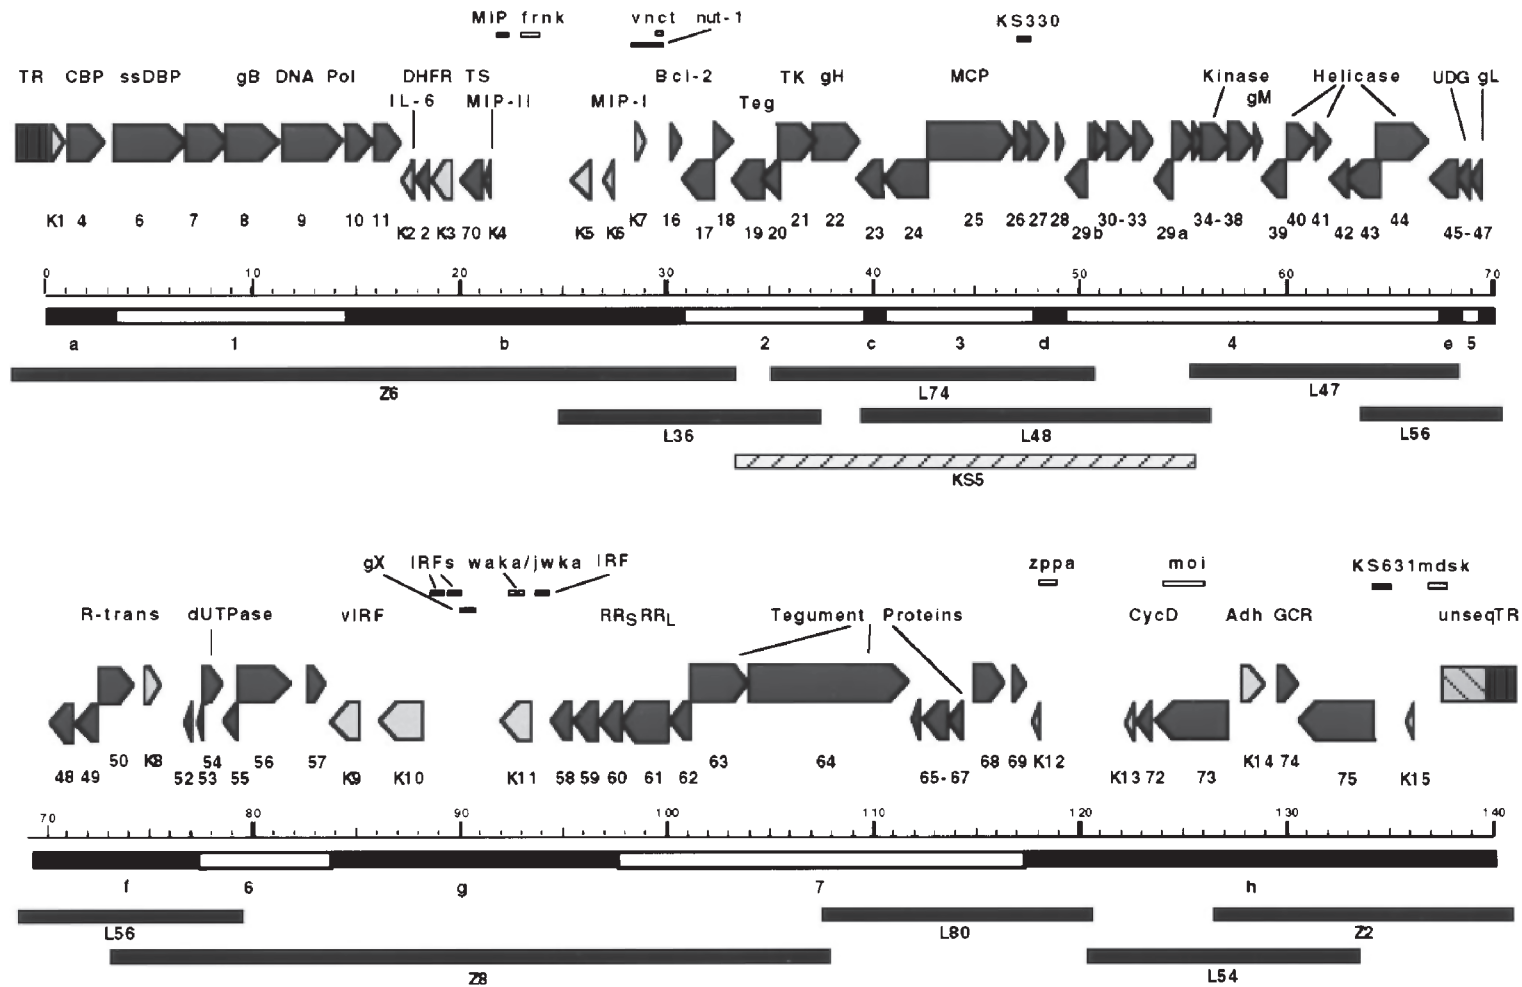 MIP frnk vnct nut-1 KS330
TR CBP ssDBP gB DNA Pol DHFR TS Bcl-2 TK gH MCP Kinase Helicase UDG gL
IL-6 MIP-II MIP-I Teg gM
K1 4 6 7 8 9 10 11 K7 16 18 21 22 25 26 27 28 30-33 34-38 40 41 44
K2 2 K3 70 K4 K5 K6 17 19 20 23 24 29b 29a 39 42 43 45-47
0 10 20 30 40 50 60 70
a 1 b 2 c 3 d 4 e 5
Z6 L74 L47
L36 L48 L56
KS5
gX IRFs waka/jwka IRF zppa moi KS631 mdsk
R-trans dUTPase vIRF RRS RRL Tegument Proteins CycD Adh GCR unseq TR
50 K8 54 56 57 63 64 68 69 K12 K14 74
48 49 52 53 55 K9 K10 K11 58 59 60 61 62 65-67 K13 72 73 75 K15
70 80 90 100 110 120 130 140
f 6 g 7 h
L56 L80 Z2
Z8 L54